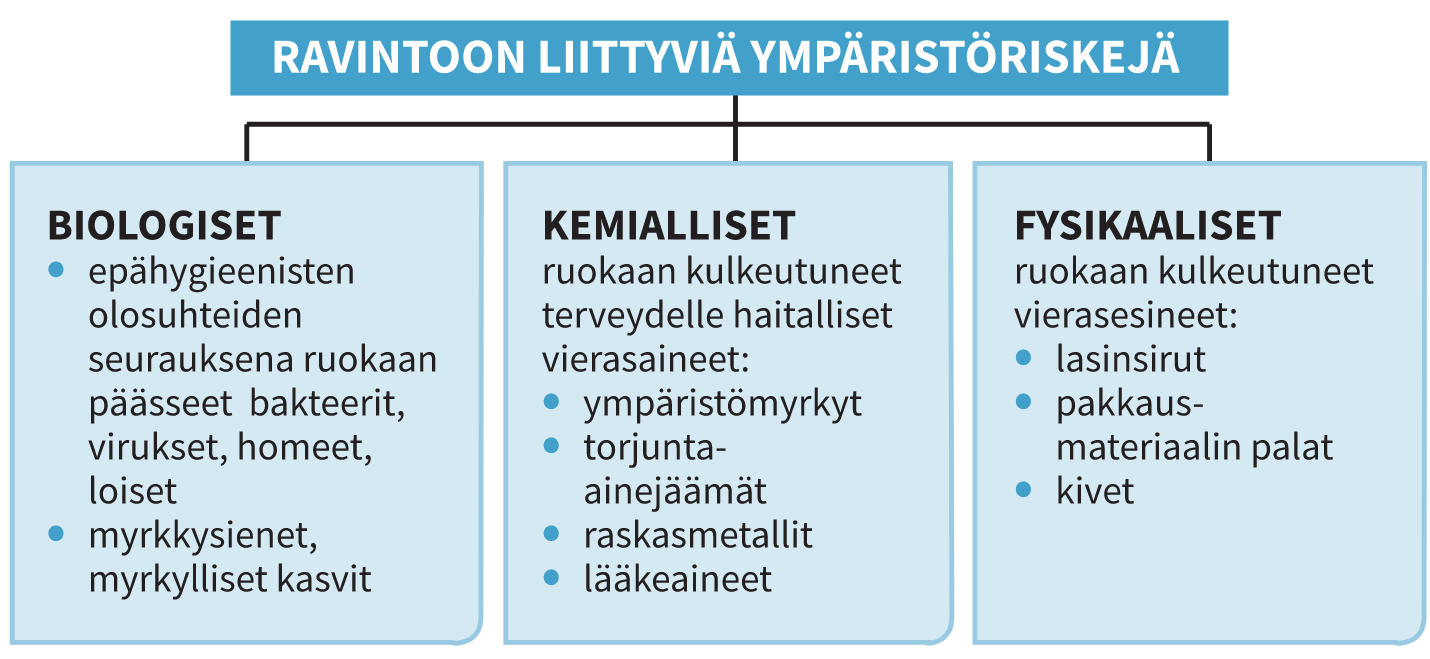 RAVINTOON LIITTYVIÄ YMPÄRISTÖRISKEJÄ
BIOLOGISET
• epähygieenisten
olosuhteiden
seurauksena ruokaan
päässeet bakteerit,
virukset, homeet,
loiset
• myrkkysienet,
myrkylliset kasvit
KEMIALLISET
ruokaan kulkeutuneet
terveydelle haitalliset
vierasaineet:
• ympäristömyrkyt
• torjunta-
ainejäämät
• raskasmetallit
• lääkeaineet
FYSIKAALISET
ruokaan kulkeutuneet
vierasesineet:
• lasinsirut
• pakkaus-
materiaalin palat
• kivet